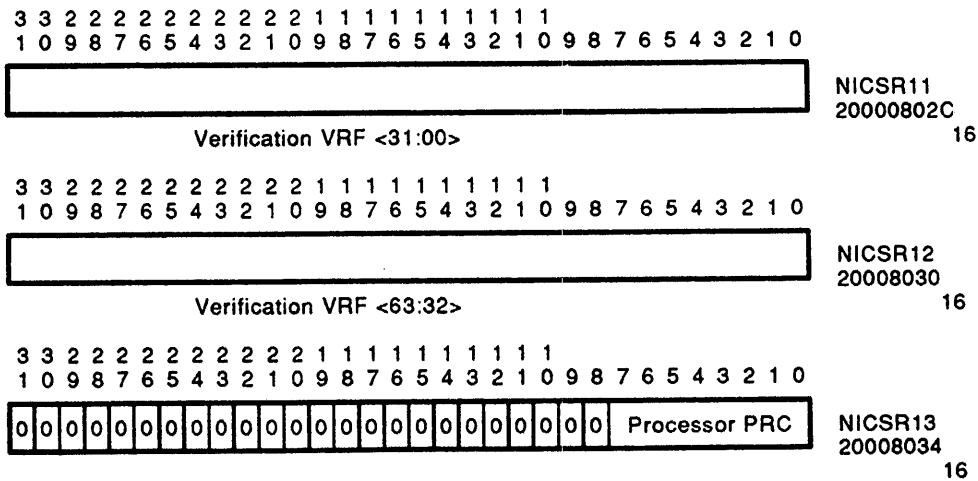 3 3 2 2 2 2 2 2 2 2 2 2 1 1 1 1 1 1 1 1 1 1
1 0 9 8 7 6 5 4 3 2 1 0 9 8 7 6 5 4 3 2 1 0 9 8 7 6 5 4 3 2 1 0
NICSR11
20000802C
16
Verification VRF <31:00>
3 3 2 2 2 2 2 2 2 2 2 2 1 1 1 1 1 1 1 1 1 1
1 0 9 8 7 6 5 4 3 2 1 0 9 8 7 6 5 4 3 2 1 0 9 8 7 6 5 4 3 2 1 0
NICSR12
20008030
16
Verification VRF <63:32>
3 3 2 2 2 2 2 2 2 2 2 2 1 1 1 1 1 1 1 1 1 1
1 0 9 8 7 6 5 4 3 2 1 0 9 8 7 6 5 4 3 2 1 0 9 8 7 6 5 4 3 2 1 0
0 0 0 0 0 0 0 0 0 0 0 0 0 0 0 0 0 0 0 0 0 0 0 0 Processor PRC
NICSR13
20008034
16